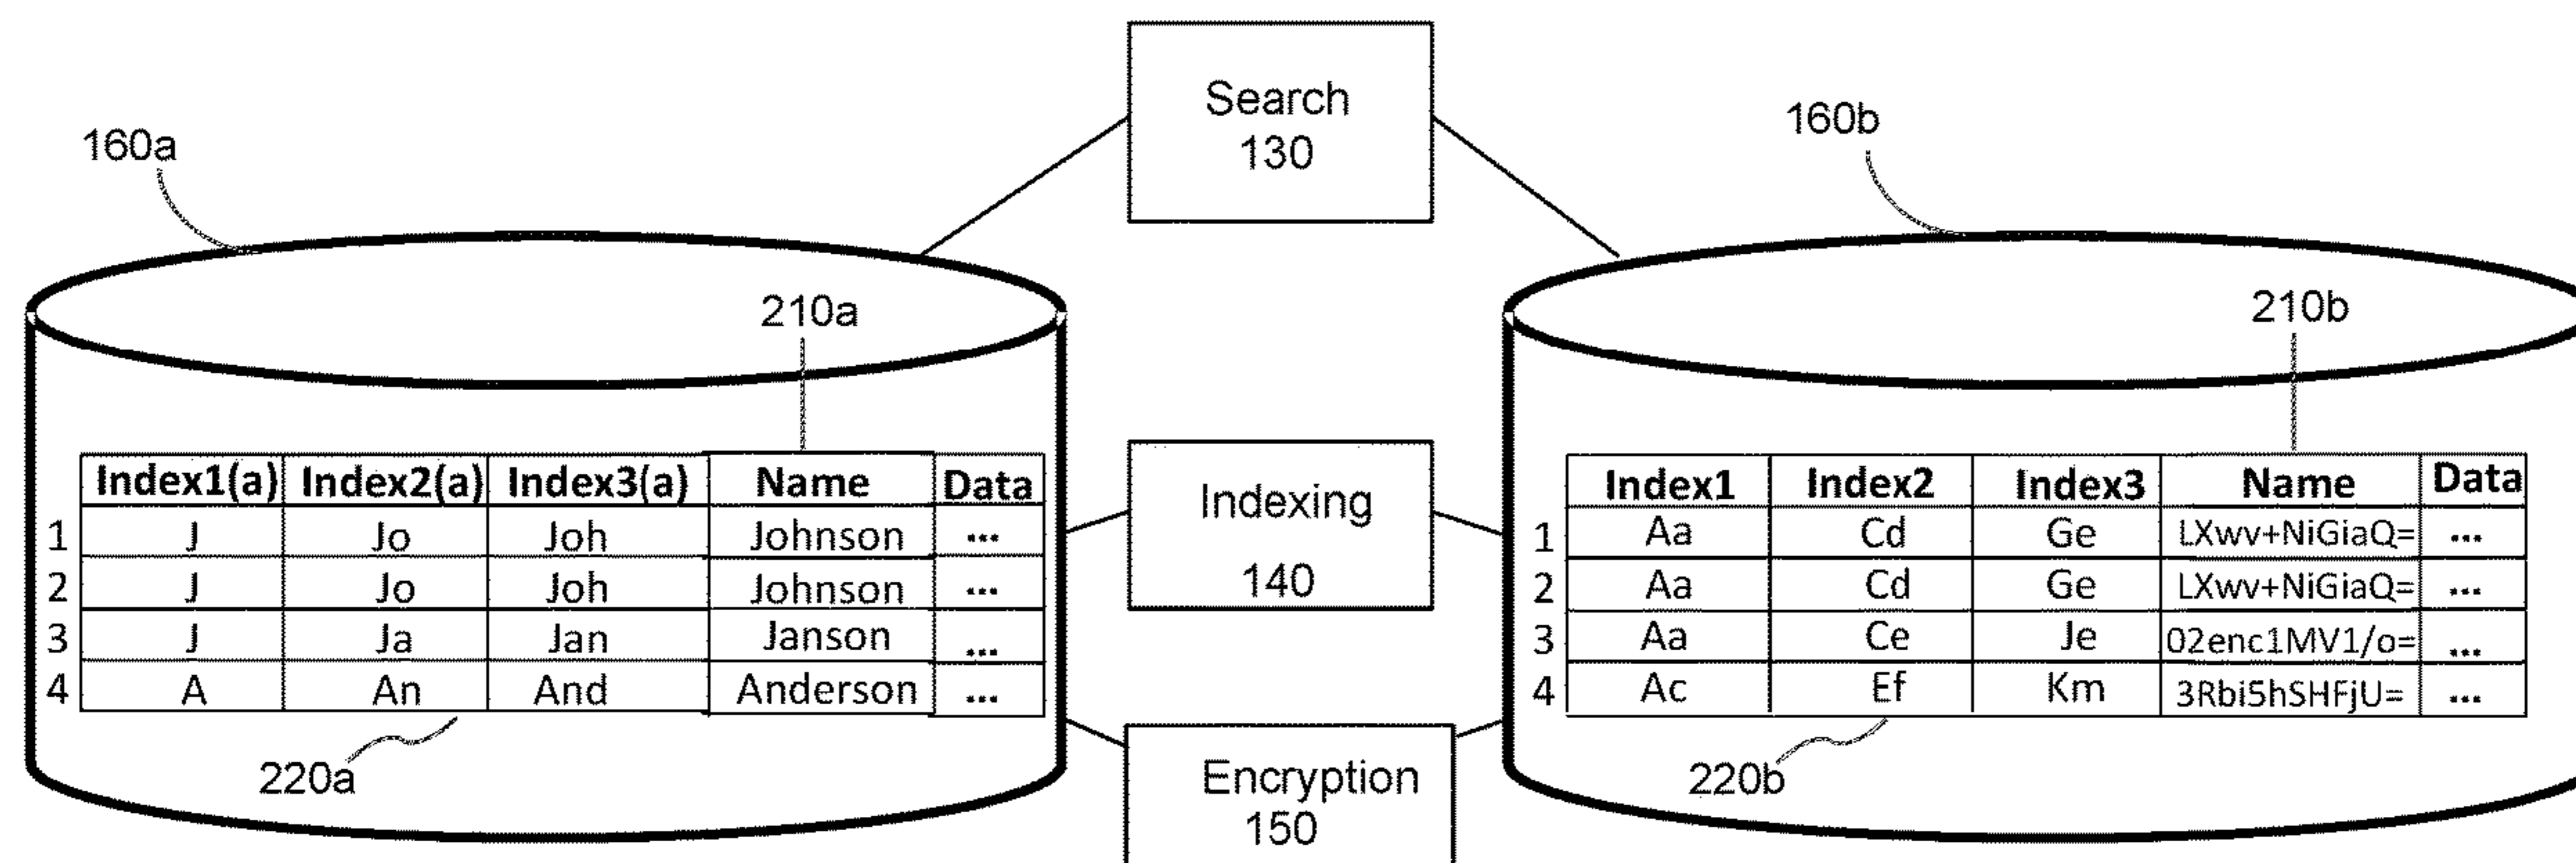 Search
130
160a
160b
210a
210b
Index1(a) Index2(a) Index3(a) Name Data
1 J Jo Joh Johnson ...
2 J Jo Joh Johnson ...
3 J Ja Jan Janson ...
4 A An And Anderson ...
220a
Indexing
140
Index1 Index2 Index3 Name Data
1 Aa Cd Ge LXwv+NiGiaQ= ...
2 Aa Cd Ge LXwv+NiGiaQ= ...
3 Aa Ce Je 02enc1MV1/o= ...
4 Ac Ef Km 3Rbi5hSHFjU= ...
220b
Encryption
150